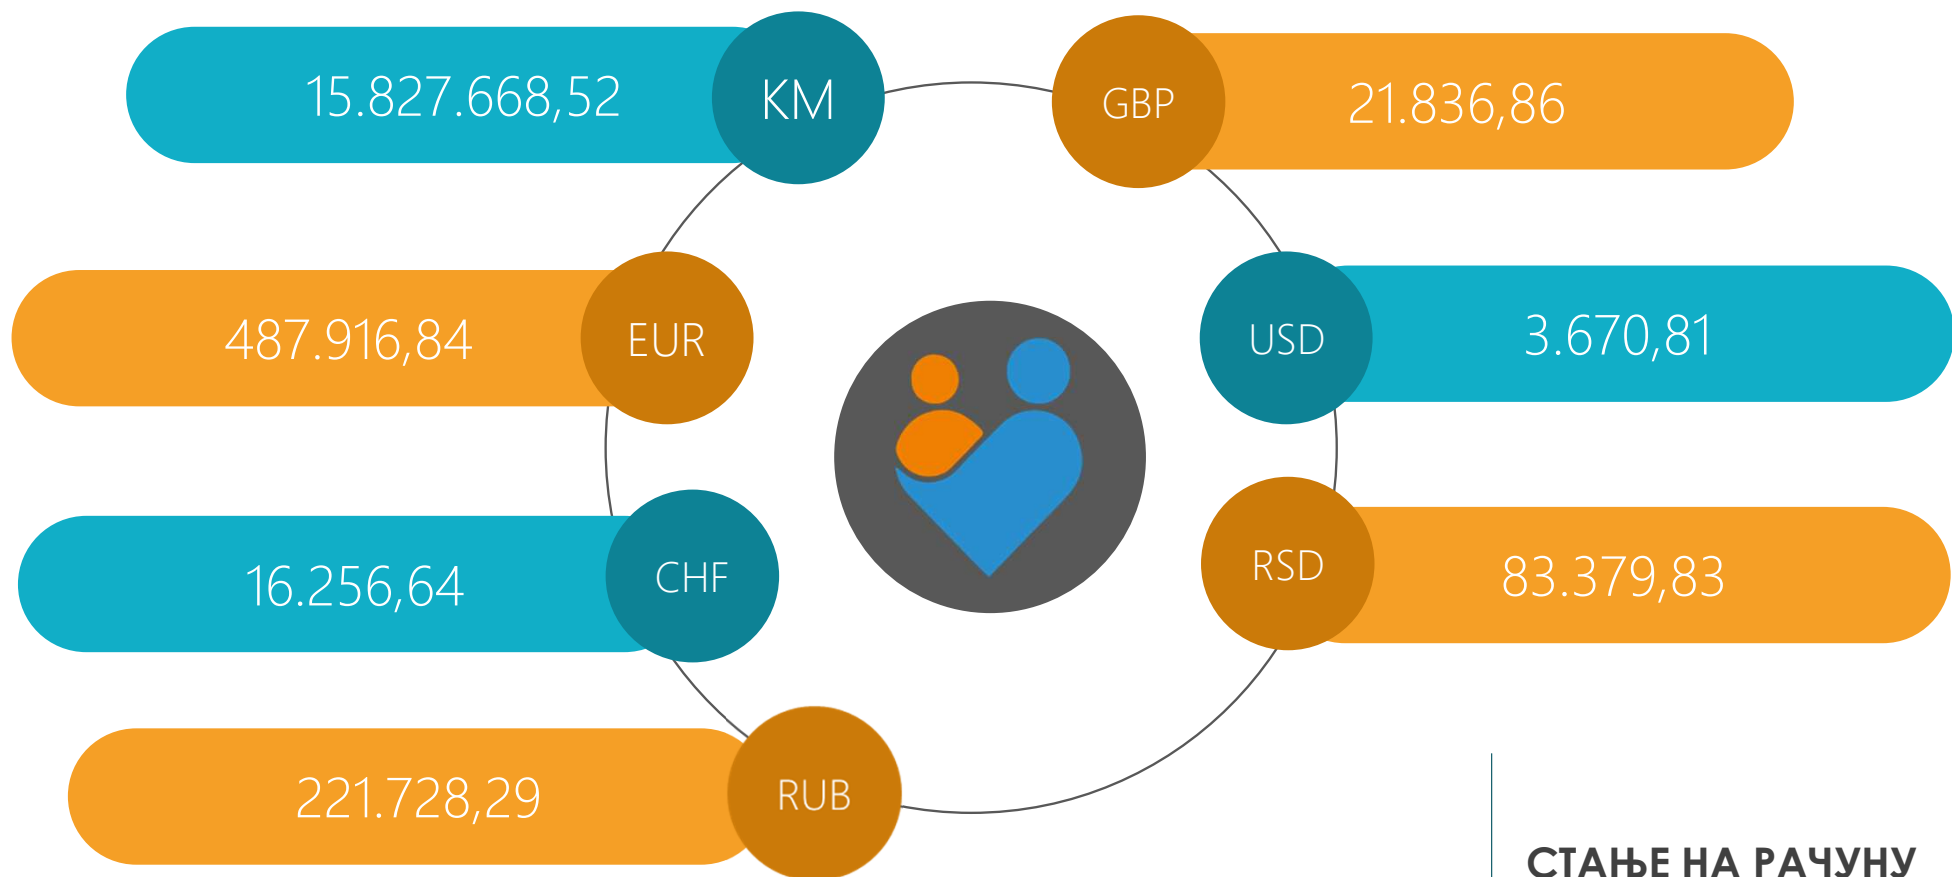 15.827.668,52
KM
GBP
21.836,86
487.916,84
EUR
USD
3.670,81
16.256,64
CHF
RSD
83.379,83
221.728,29
RUB
СТАЊЕ НА РАЧУНУ